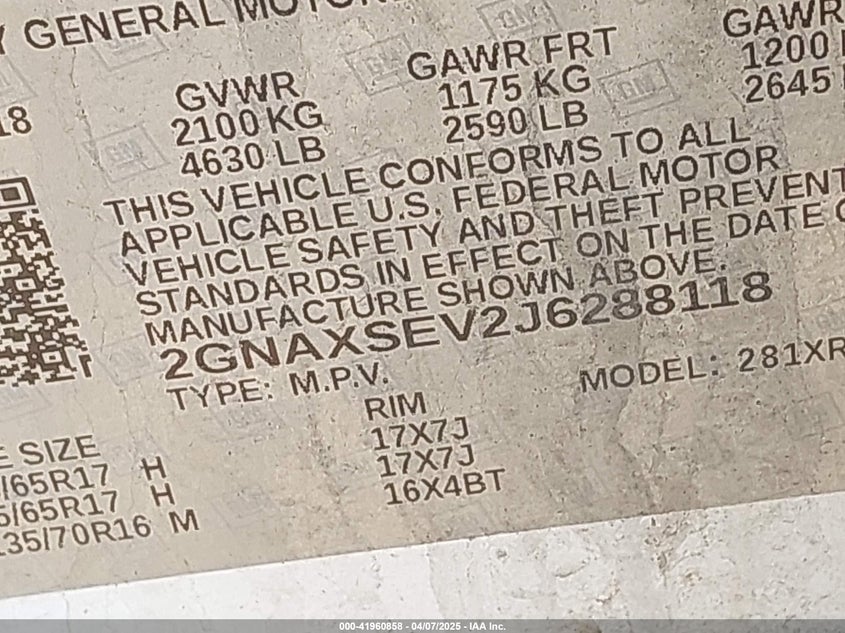 Y GENERAL MOTORS
GVWR GAWR FRT GAWR
18 2100 KG 1175 KG 1200
4630 LB 2590 LB 2645
THIS VEHICLE CONFORMS TO ALL
APPLICABLE U.S. FEDERAL MOTOR
VEHICLE SAFETY AND THEFT PREVENT
STANDARDS IN EFFECT ON THE DATE O
MANUFACTURE SHOWN ABOVE.
2GNAXSEV2J6288118
TYPE: M.P.V. MODEL: 281XR
E SIZE RIM
/65R17 H 17X7J
5/65R17 H 17X7J
135/70R16 M 16X4BT
000-41960858 - 04/07/2025 - IAA Inc.